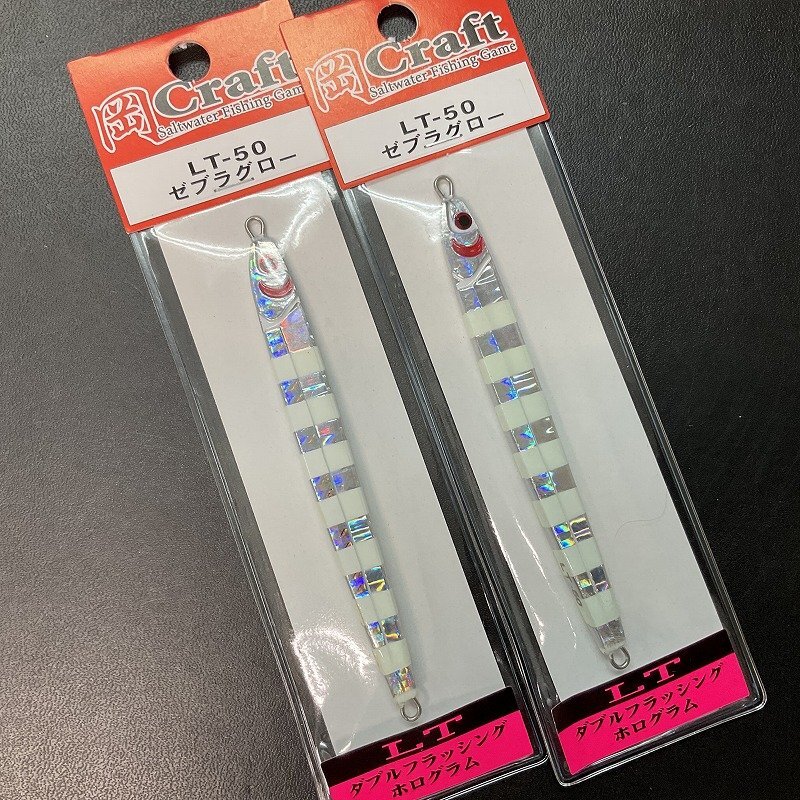 岡 Craft
Saltwater Fishing Game
LT-50
ゼブラグロー
LT
ダブルフラッシング
ホログラム
岡 Craft
Saltwater Fishing Game
LT-50
ゼブラグロー
LT
ダブルフラッシング
ホログラム